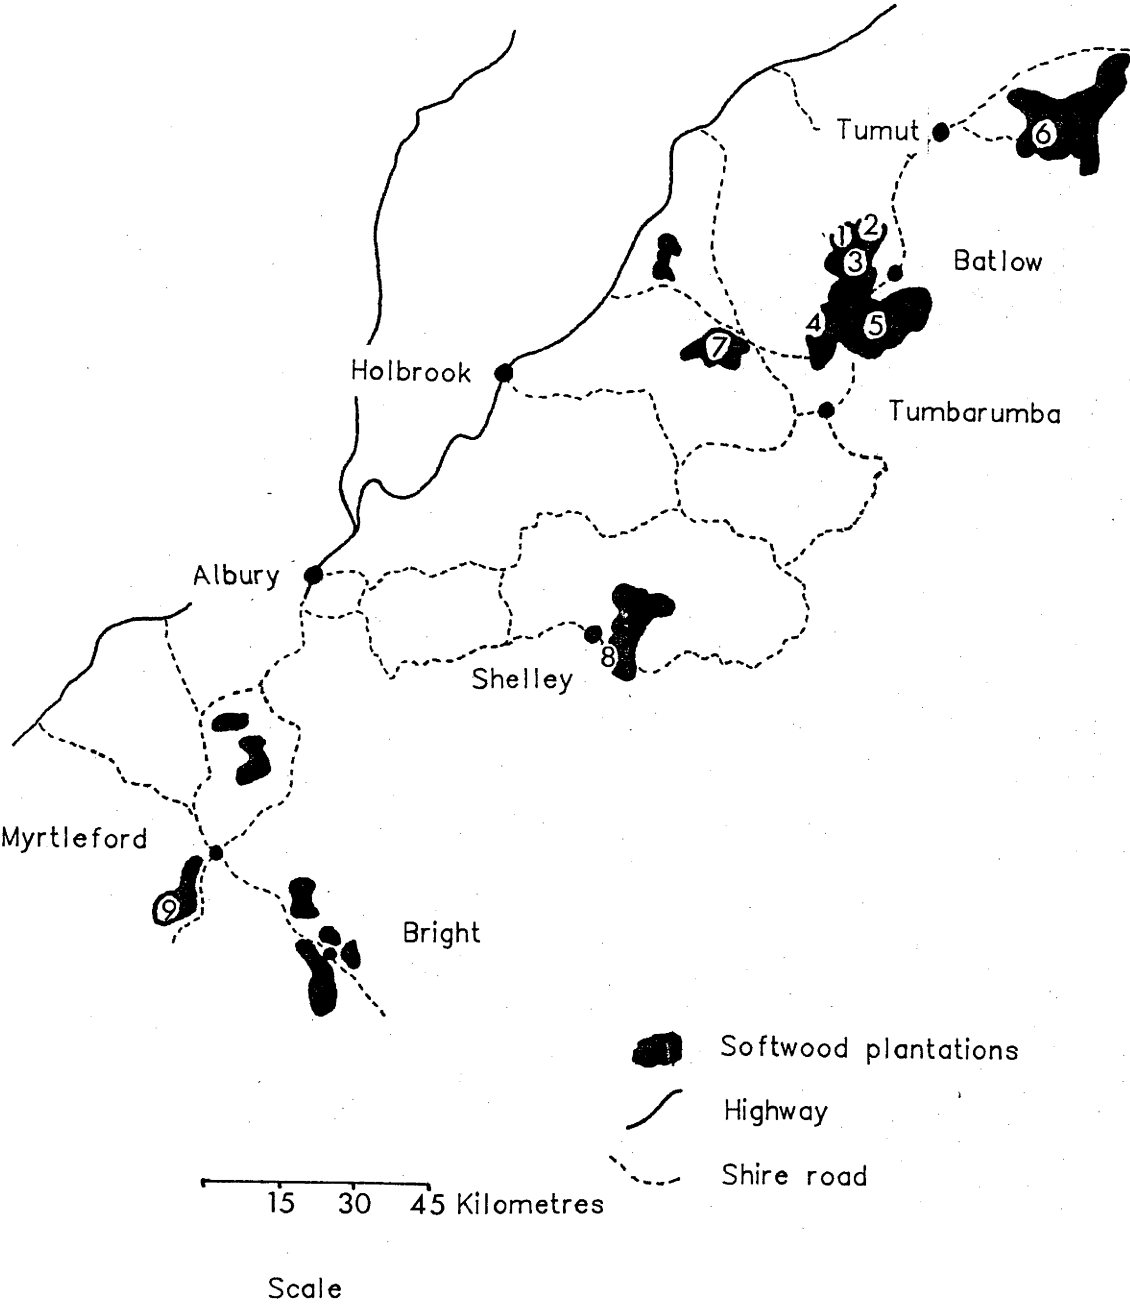 Tumut
6
1 2
Batlow
3
4 5
7
Holbrook
Tumbarumba
Albury
8
Shelley
Myrtleford
9
Bright
Softwood plantations
Highway
Shire road
15 30 45 Kilometres
Scale